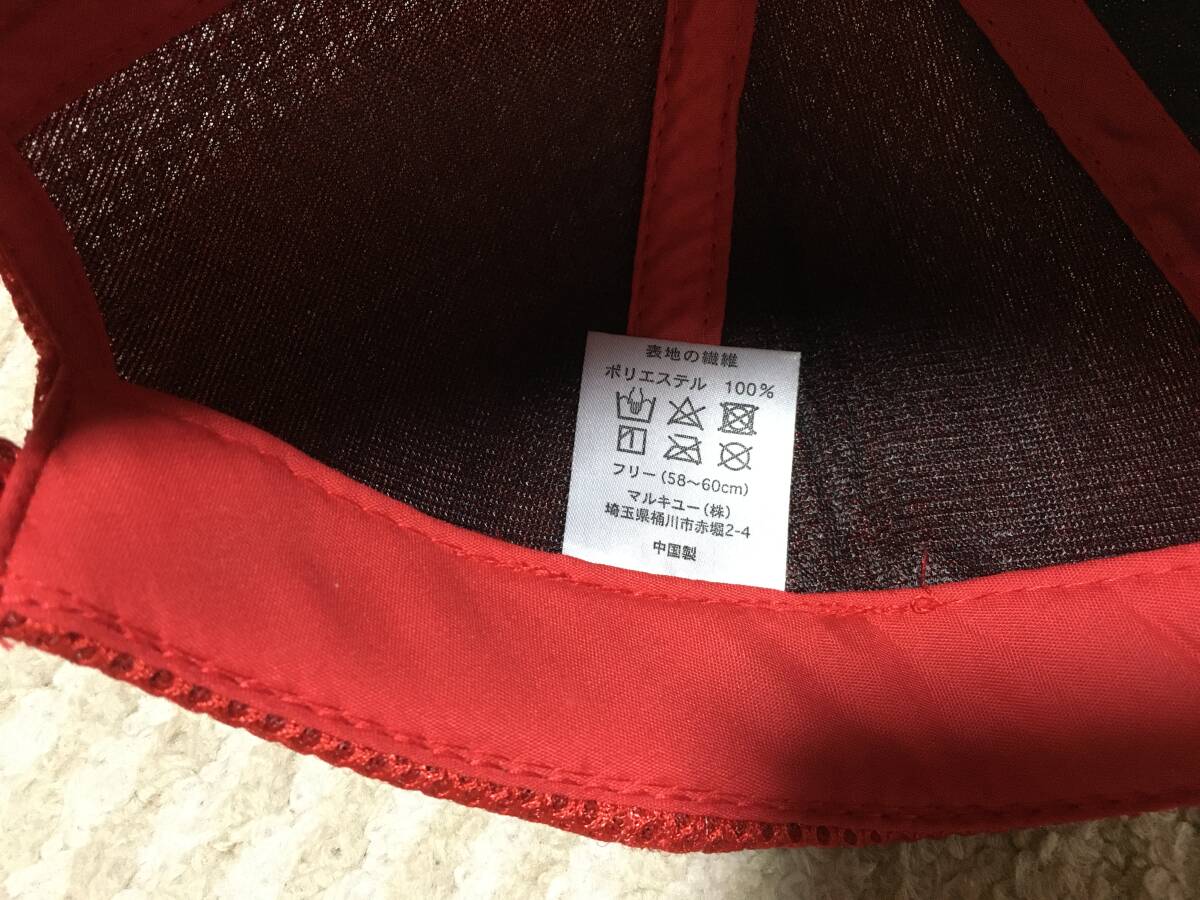 表地の繊維
ポリエステル 100%
フリー(58～60cm)
マルキユー(株)
埼玉県桶川市赤堀2-4
中国製